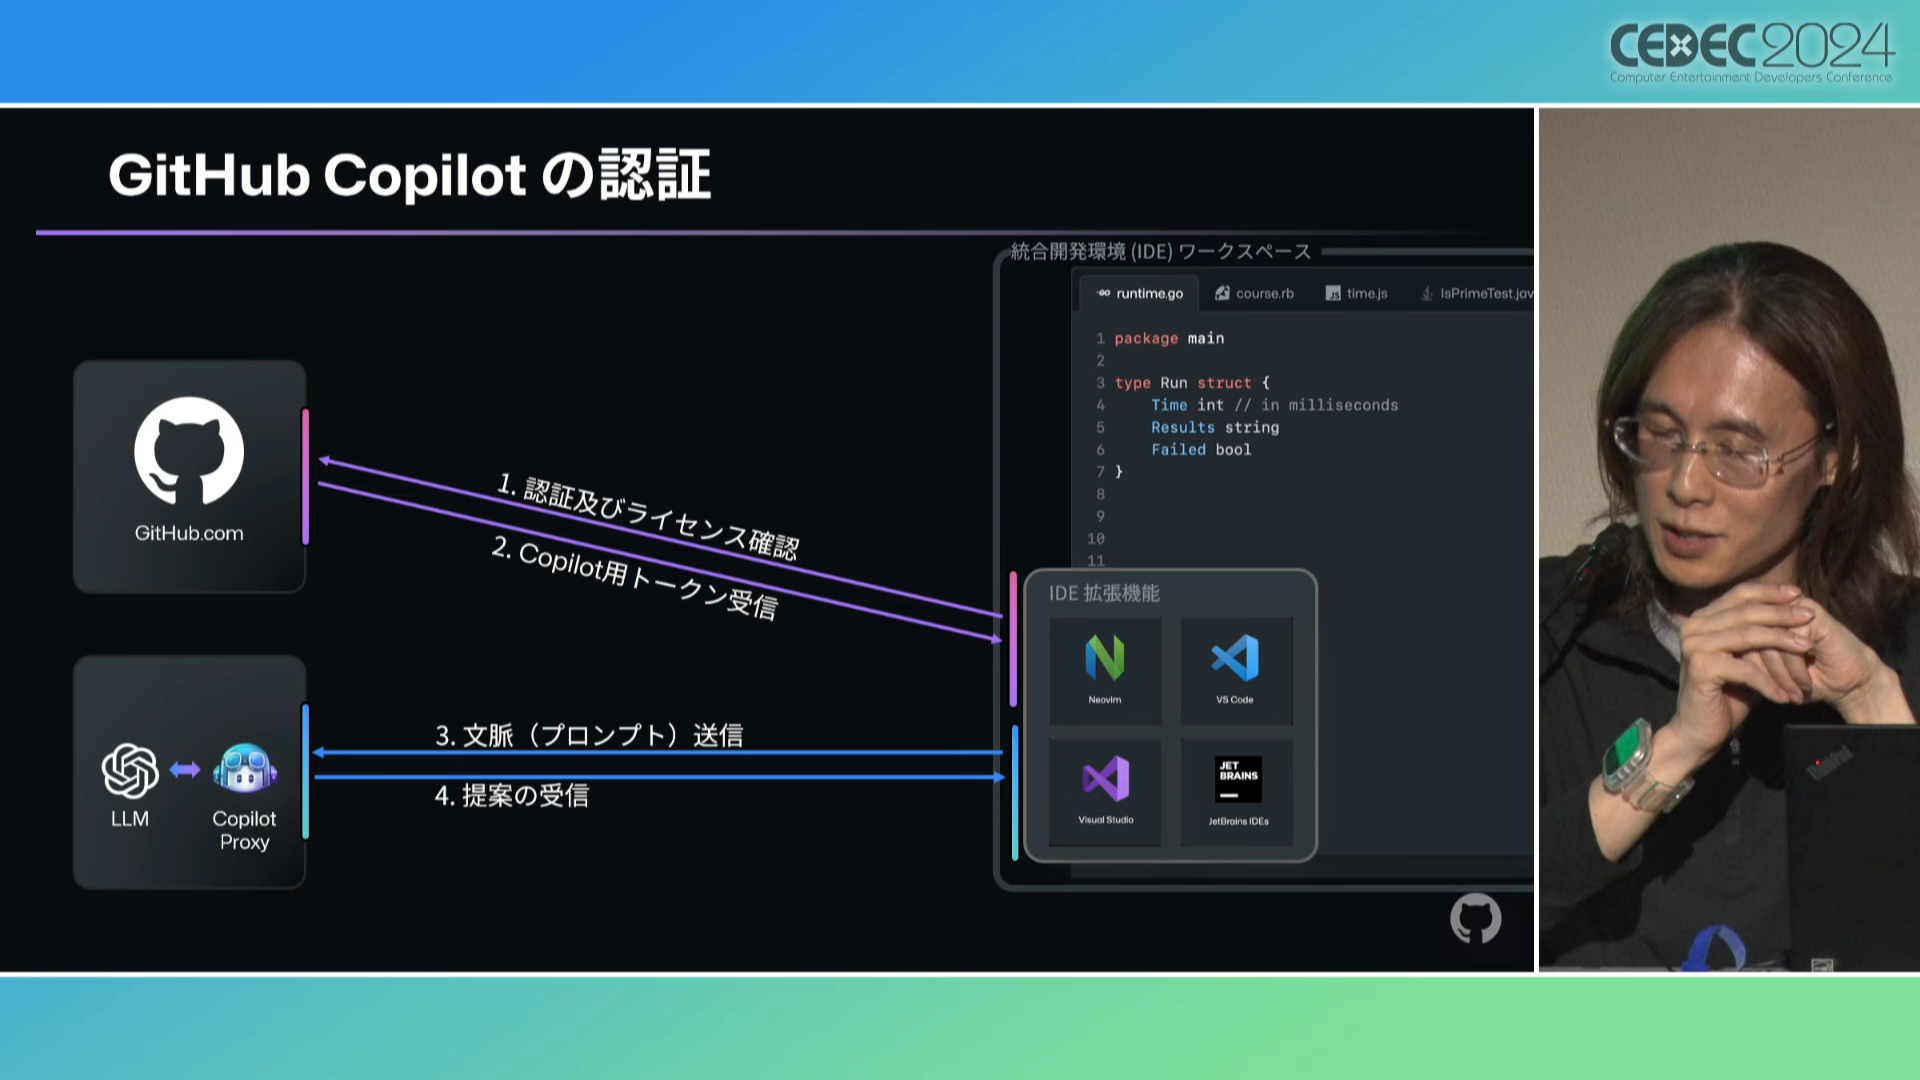 CEDEC2024
Computer Entertainment Developers Conference
GitHub Copilot の認証
統合開発環境 (IDE) ワークスペース
runtime.go
course.rb
time.js
IsPrimeTest.jav
1 package main
2
3 type Run struct {
4 Time int // in milliseconds
5 Results string
6 Failed bool
7 }
8
9
10
11
GitHub.com
1. 認証及びライセンス確認
2. Copilot用トークン受信
IDE 拡張機能
Neovim
VS Code
Visual Studio
JET
BRAINS
JetBrains IDEs
3. 文脈（プロンプト）送信
4. 提案の受信
LLM
Copilot
Proxy
ThinkPad